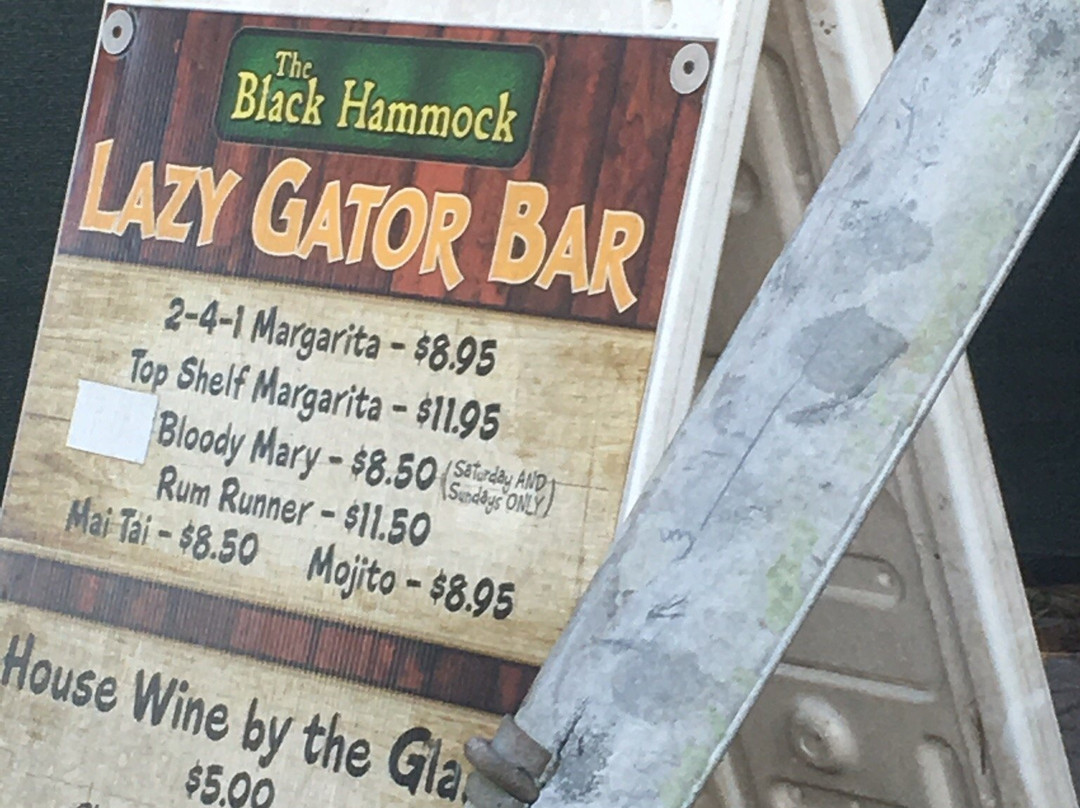 The
Black Hammock
LAZY GATOR BAR
2-4-1 Margarita - $8.95
Top Shelf Margarita - $11.95
Bloody Mary - $8.50 (Saturday AND
Sundays ONLY)
Rum Runner - $11.50
Mai Tai - $8.50 Mojito - $8.95
House Wine by the Gla
$5.00